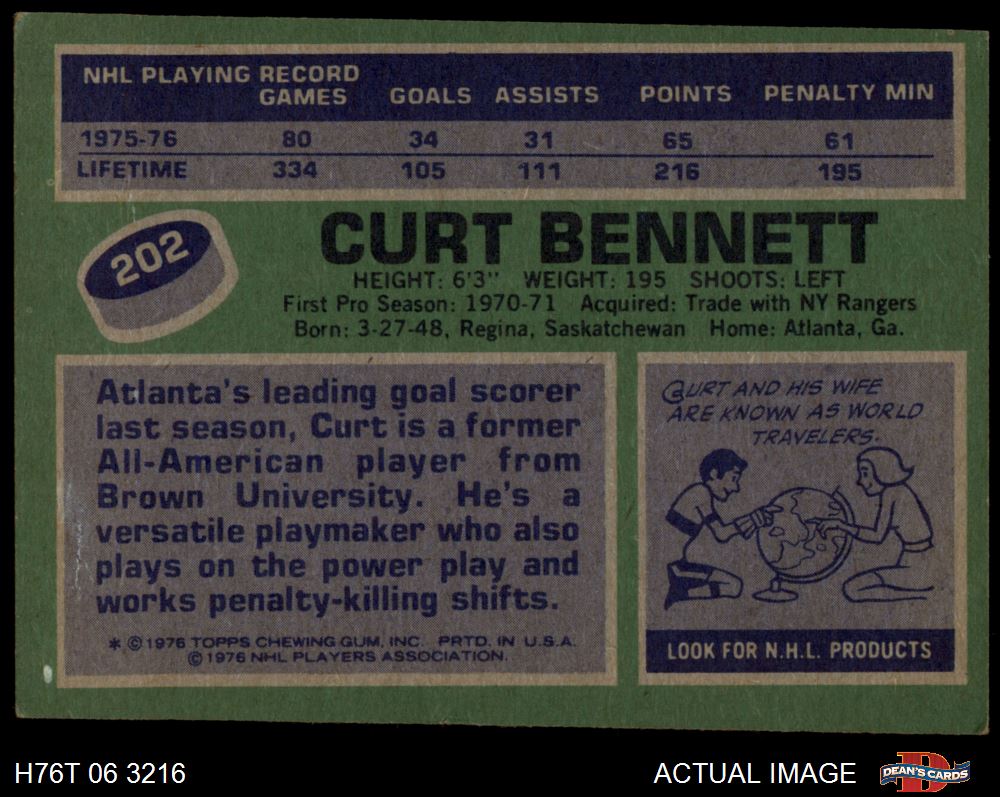 NHL PLAYING RECORD
GAMES GOALS ASSISTS POINTS PENALTY MIN
1975-76 80 34 31 65 61
LIFETIME 334 105 111 216 195
202
CURT BENNETT
HEIGHT: 6'3" WEIGHT: 195 SHOOTS: LEFT
First Pro Season: 1970-71 Acquired: Trade with NY Rangers
Born: 3-27-48, Regina, Saskatchewan Home: Atlanta, Ga.
Atlanta's leading goal scorer
last season, Curt is a former
All-American player from
Brown University. He's a
versatile playmaker who also
plays on the power play and
works penalty-killing shifts.
* ©1976 TOPPS CHEWING GUM, INC. PRTD. IN U.S.A.
©1976 NHL PLAYERS ASSOCIATION.
CURT AND HIS WIFE
ARE KNOWN AS WORLD
TRAVELERS.
LOOK FOR N.H.L. PRODUCTS
H76T 06 3216
ACTUAL IMAGE
D
DEAN'S CARDS